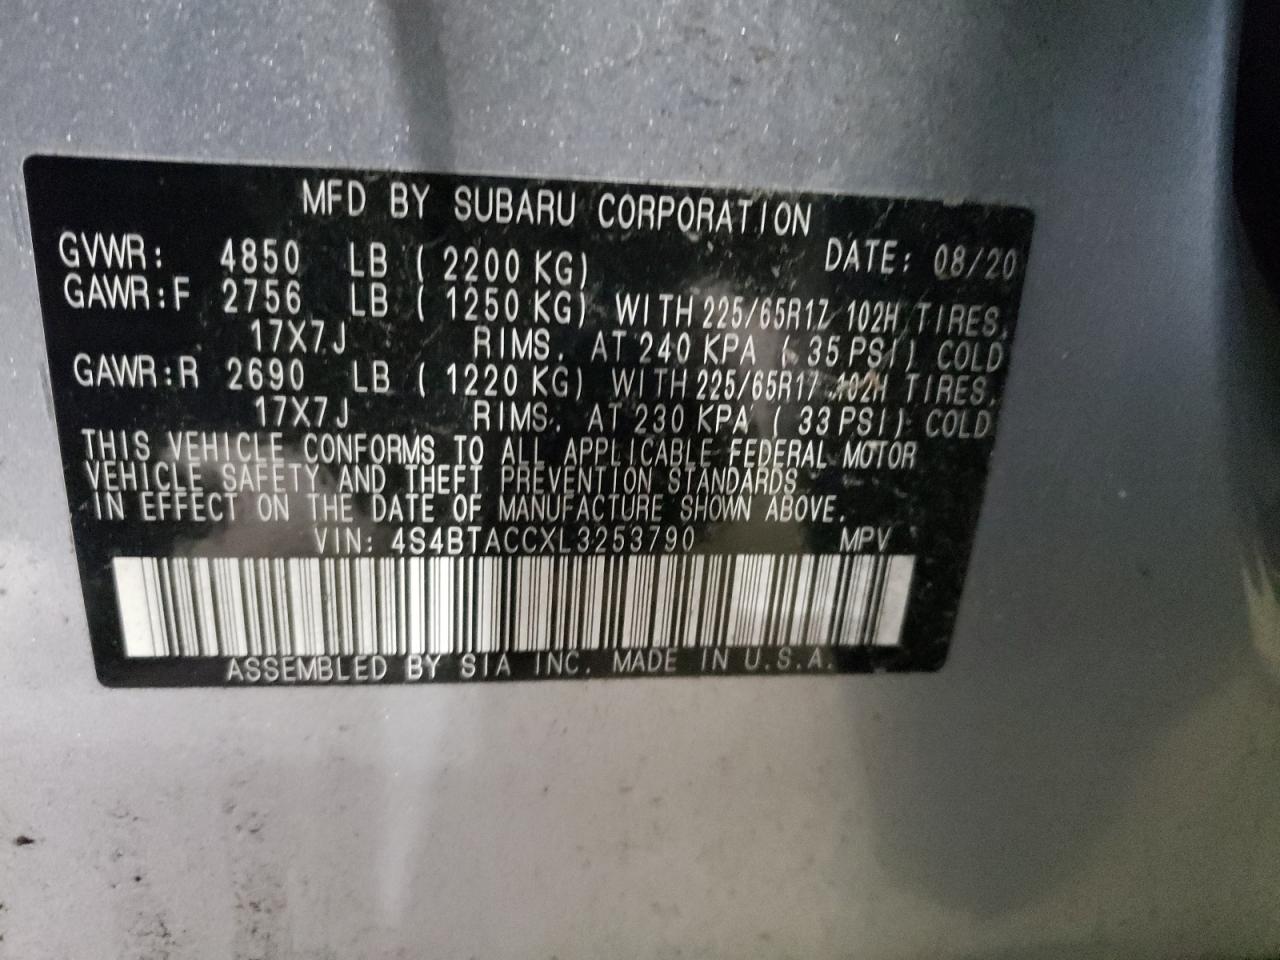 MFD BY SUBARU CORPORATION
GVWR: 4850 LB ( 2200 KG) DATE: 08/20
GAWR:F 2756 LB ( 1250 KG) WITH 225/65R17 102H TIRES,
17X7J RIMS, AT 240 KPA ( 35 PSI) COLD
GAWR:R 2690 LB ( 1220 KG) WITH 225/65R17 102H TIRES,
17X7J RIMS, AT 230 KPA ( 33 PSI) COLD
THIS VEHICLE CONFORMS TO ALL APPLICABLE FEDERAL MOTOR
VEHICLE SAFETY AND THEFT PREVENTION STANDARDS
IN EFFECT ON THE DATE OF MANUFACTURE SHOWN ABOVE.
VIN: 4S4BTACCXL3253790 MPV
ASSEMBLED BY SIA INC. MADE IN U.S.A.